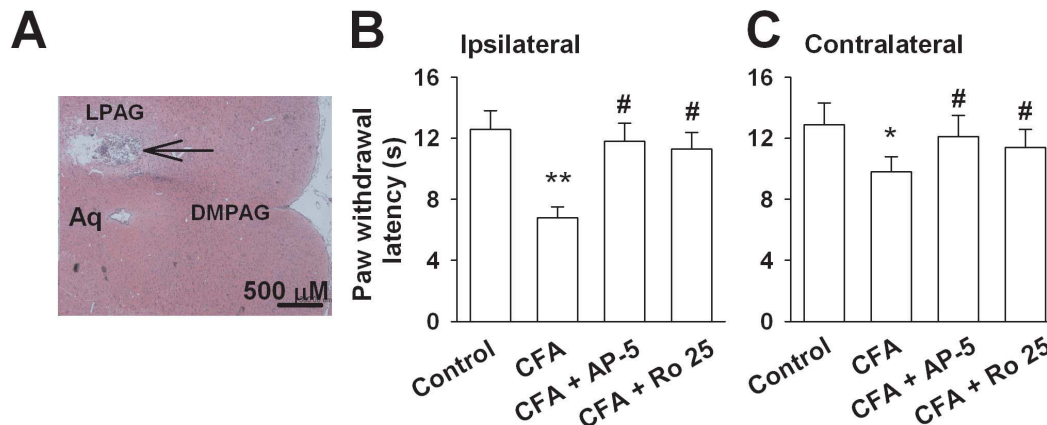 A
LPAG
Aq
DMPAG
500 µM
B
Ipsilateral
Paw withdrawal
latency (s)
16
12
8
4
0
**
#
#
Control
CFA
CFA + AP-5
CFA + Ro 25
C
Contralateral
16
12
8
4
0
*
#
#
Control
CFA
CFA + AP-5
CFA + Ro 25